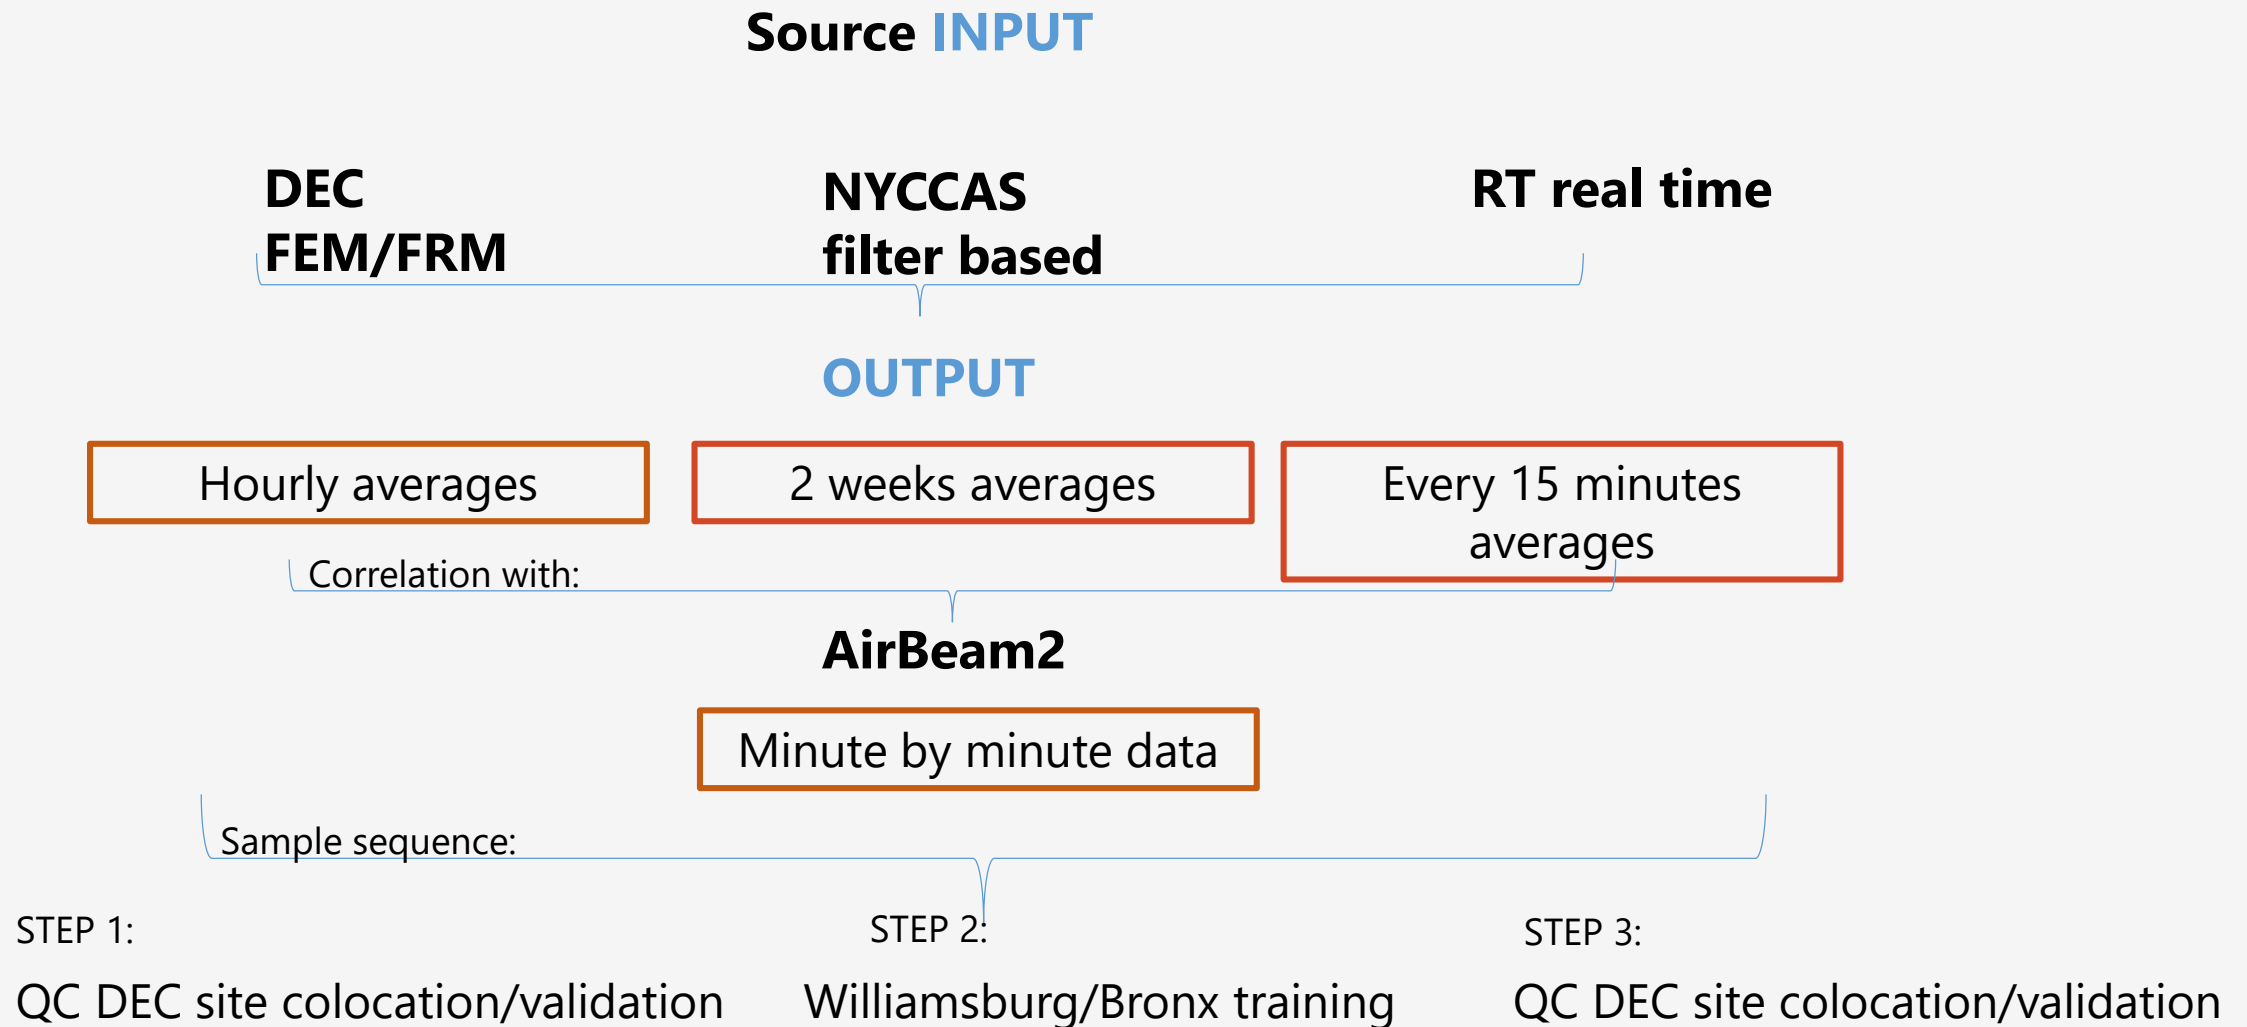 Source INPUT
DEC
FEM/FRM
NYCCAS
filter based
RT real time
OUTPUT
Hourly averages
2 weeks averages
Every 15 minutes
averages
Correlation with:
AirBeam2
Minute by minute data
Sample sequence:
STEP 1:
QC DEC site colocation/validation
STEP 2:
Williamsburg/Bronx training
STEP 3:
QC DEC site colocation/validation